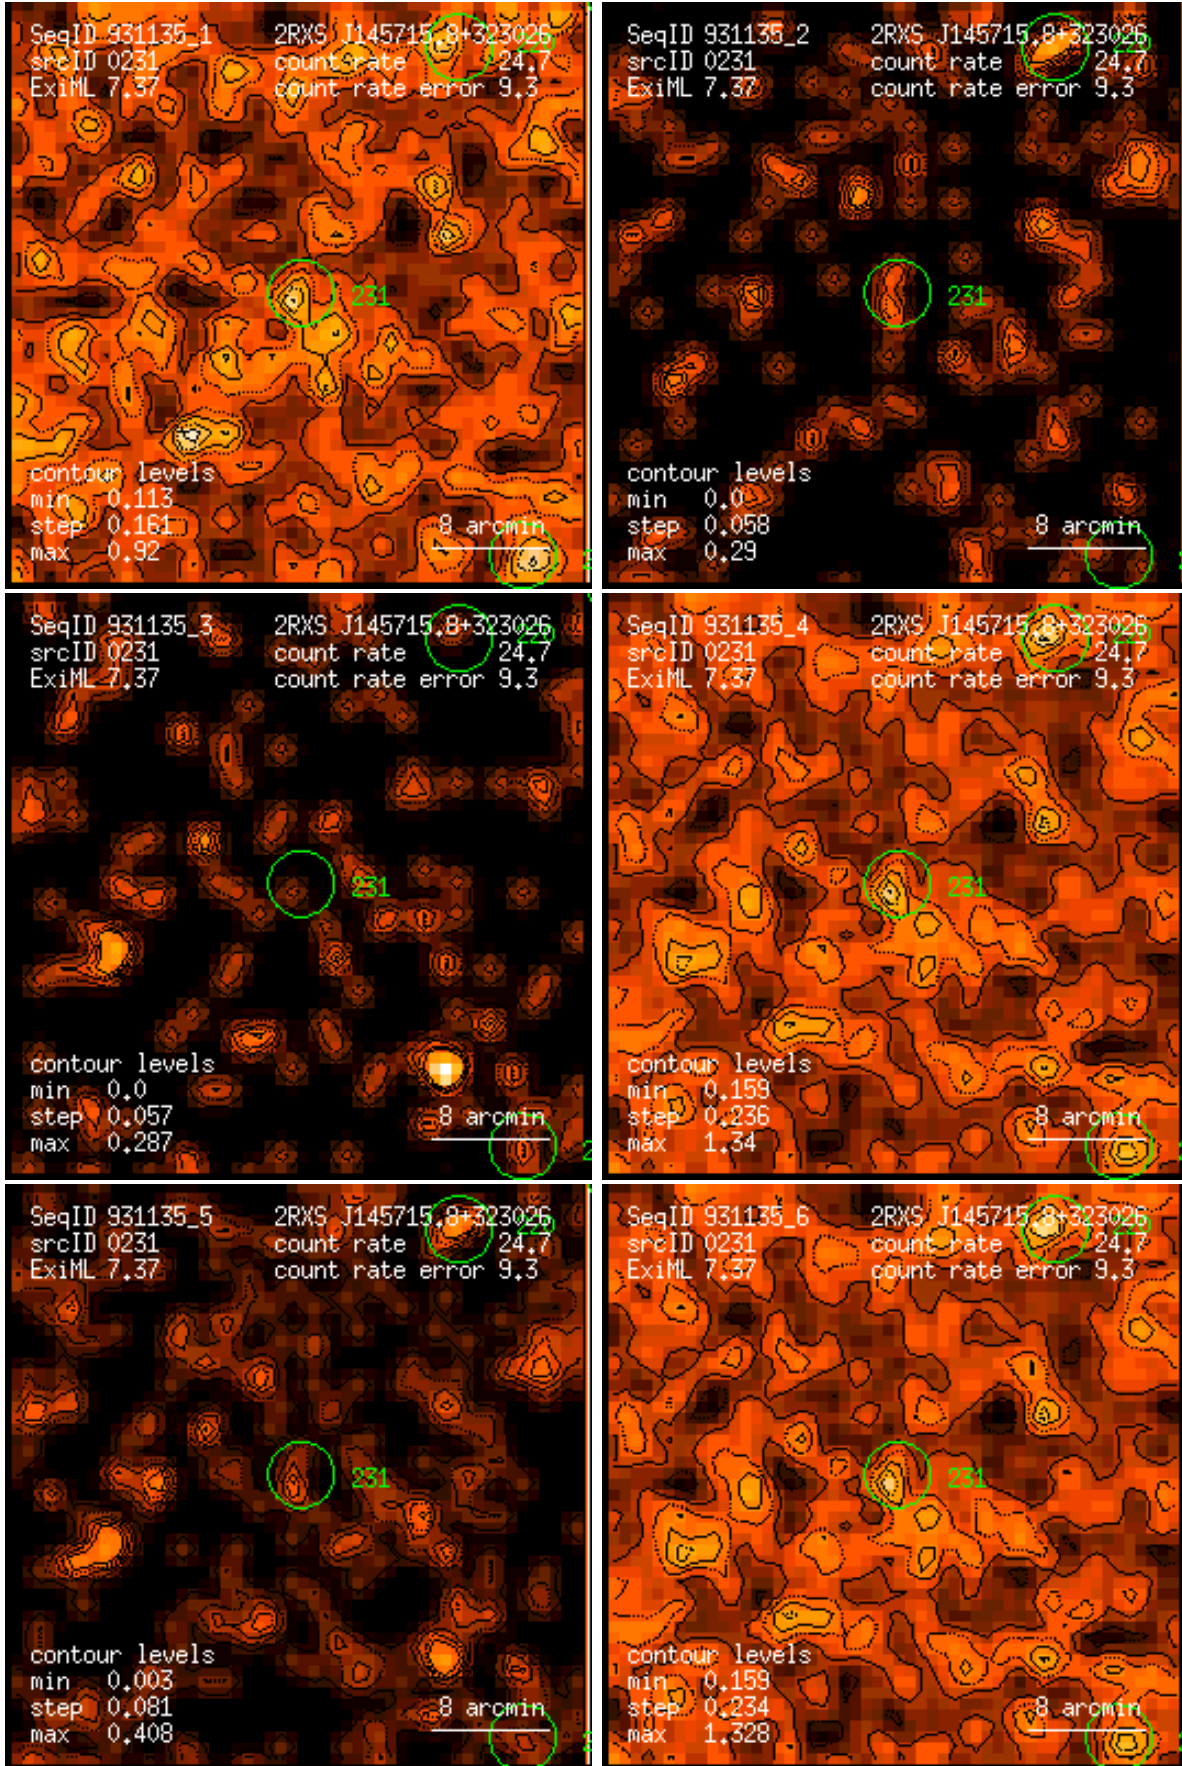 SeqID 931135_1 2RXS J145715.8+323026
srcID 0231 count rate 24.7
ExiML 7.37 count rate error 9.3
231
contour levels
min 0.113
step 0.161 8 arcmin
max 0.92
SeqID 931135_2 2RXS J145715.8+323026
srcID 0231 count rate 24.7
ExiML 7.37 count rate error 9.3
231
contour levels
min 0.0
step 0.058 8 arcmin
max 0.29
SeqID 931135_3 2RXS J145715.8+323026
srcID 0231 count rate 24.7
ExiML 7.37 count rate error 9.3
231
contour levels
min 0.0
step 0.057 8 arcmin
max 0.287
SeqID 931135_4 2RXS J145715.8+323026
srcID 0231 count rate 24.7
ExiML 7.37 count rate error 9.3
231
contour levels
min 0.159
step 0.236 8 arcmin
max 1.34
SeqID 931135_5 2RXS J145715.8+323026
srcID 0231 count rate 24.7
ExiML 7.37 count rate error 9.3
231
contour levels
min 0.003
step 0.081 8 arcmin
max 0.408
SeqID 931135_6 2RXS J145715.8+323026
srcID 0231 count rate 24.7
ExiML 7.37 count rate error 9.3
231
contour levels
min 0.159
step 0.234 8 arcmin
max 1.328